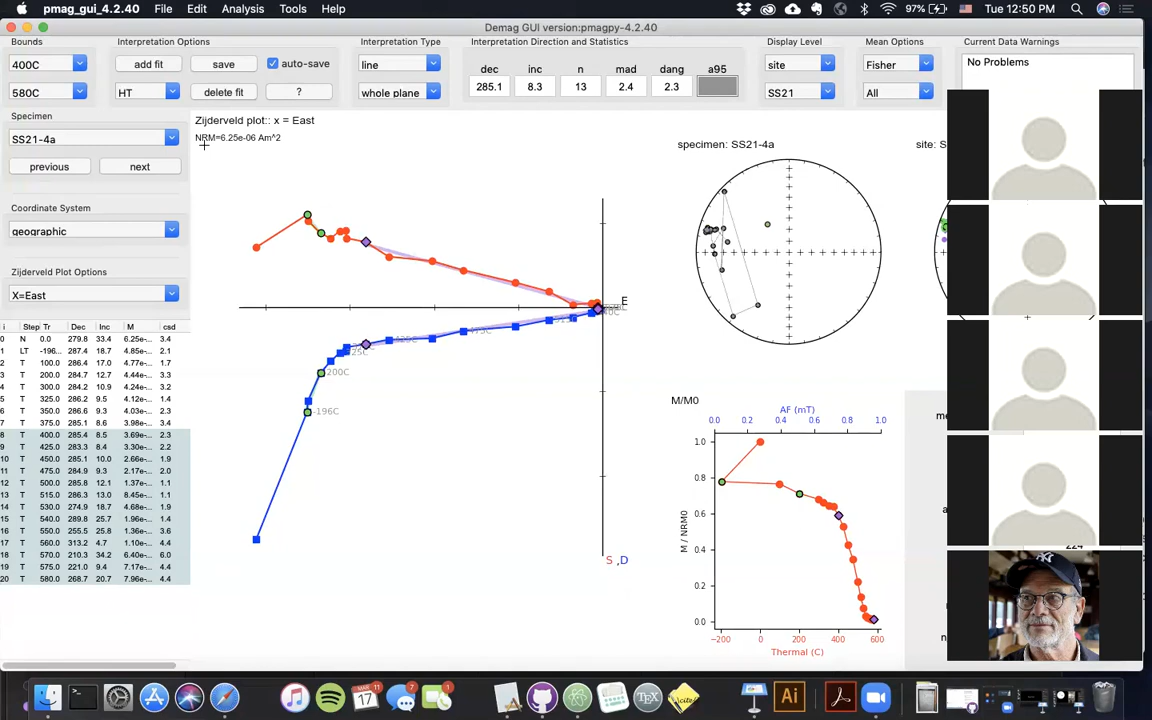 pmag_gui_4.2.40 File Edit Analysis Tools Help 97% Tue 12:50 PM
Demag GUI version:pmagpy-4.2.40
Bounds Interpretation Options Interpretation Type Interpretation Direction and Statistics Display Level Mean Options Current Data Warnings
400C add fit save auto-save line dec inc n mad dang a95 site Fisher No Problems
580C HT delete fit ? whole plane 285.1 8.3 13 2.4 2.3 SS21 All
Specimen
SS21-4a
previous next
Coordinate System
geographic
Zijderveld Plot Options
X=East
i Step Tr Dec Inc M csd
0 N 0.0 279.8 33.4 6.25e-... 3.4
1 LT -196... 287.4 18.7 4.85e-... 2.1
2 T 100.0 286.4 17.0 4.77e-... 1.7
3 T 200.0 284.7 12.7 4.44e-... 3.3
4 T 300.0 284.2 10.9 4.24e-... 3.2
5 T 325.0 286.2 9.5 4.12e-... 1.4
6 T 350.0 286.6 9.3 4.03e-... 2.3
7 T 375.0 285.1 8.6 3.98e-... 3.4
8 T 400.0 285.4 8.5 3.69e-... 2.3
9 T 425.0 283.3 8.4 3.30e-... 2.2
10 T 450.0 285.1 10.0 2.66e-... 1.9
11 T 475.0 284.9 9.3 2.17e-... 2.0
12 T 500.0 285.8 12.1 1.37e-... 1.1
13 T 515.0 286.3 13.0 8.45e-... 1.1
14 T 530.0 274.9 18.7 4.68e-... 1.9
15 T 540.0 289.8 25.7 1.96e-... 1.4
16 T 550.0 255.5 25.8 1.36e-... 3.6
17 T 560.0 313.2 4.7 1.10e-... 4.4
18 T 570.0 210.3 34.2 6.40e-... 6.0
19 T 575.0 221.0 9.4 7.17e-... 4.4
20 T 580.0 268.7 20.7 7.96e-... 4.4
Zijderveld plot:: x = East
NRM=6.25e-06 Am^2
E
-200C
-196C
S ,D
specimen: SS21-4a
site: S
M/M0
AF (mT)
0.0 0.2 0.4 0.6 0.8 1.0
1.0
0.8
0.6
0.4
0.2
0.0
M / NRM0
−200 0 200 400 600
Thermal (C)
MAR
17
11
1
TEX